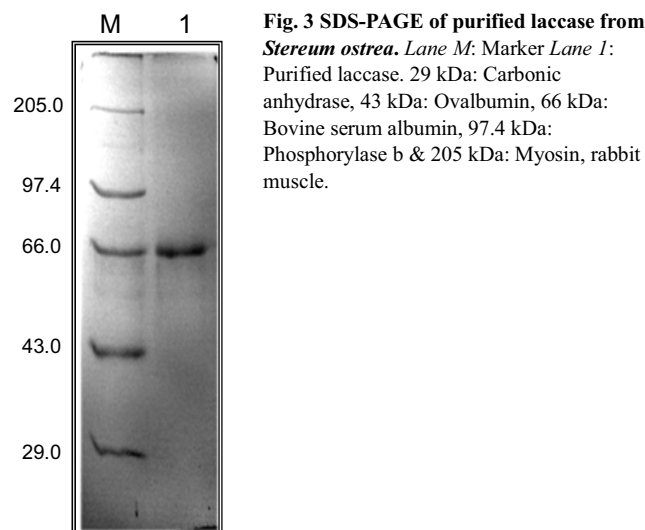 M 1
205.0
97.4
66.0
43.0
29.0
Fig. 3 SDS-PAGE of purified laccase from
Stereum ostrea. Lane M: Marker Lane 1:
Purified laccase. 29 kDa: Carbonic
anhydrase, 43 kDa: Ovalbumin, 66 kDa:
Bovine serum albumin, 97.4 kDa:
Phosphorylase b & 205 kDa: Myosin, rabbit
muscle.